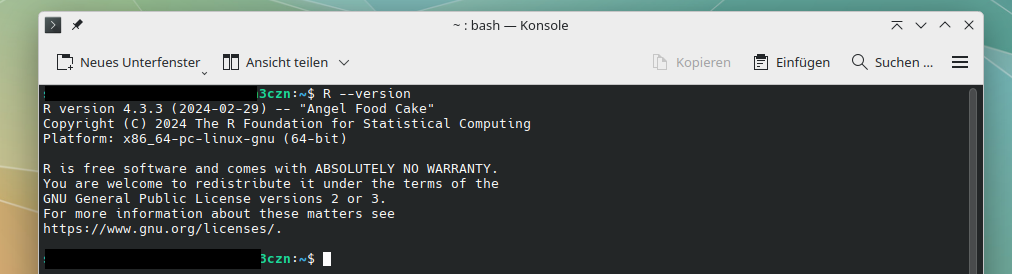 ~ : bash — Konsole
Neues Unterfenster Ansicht teilen Kopieren Einfügen Suchen ...
3czn:~$ R --version
R version 4.3.3 (2024-02-29) -- "Angel Food Cake"
Copyright (C) 2024 The R Foundation for Statistical Computing
Platform: x86_64-pc-linux-gnu (64-bit)
R is free software and comes with ABSOLUTELY NO WARRANTY.
You are welcome to redistribute it under the terms of the
GNU General Public License versions 2 or 3.
For more information about these matters see
https://www.gnu.org/licenses/.
3czn:~$